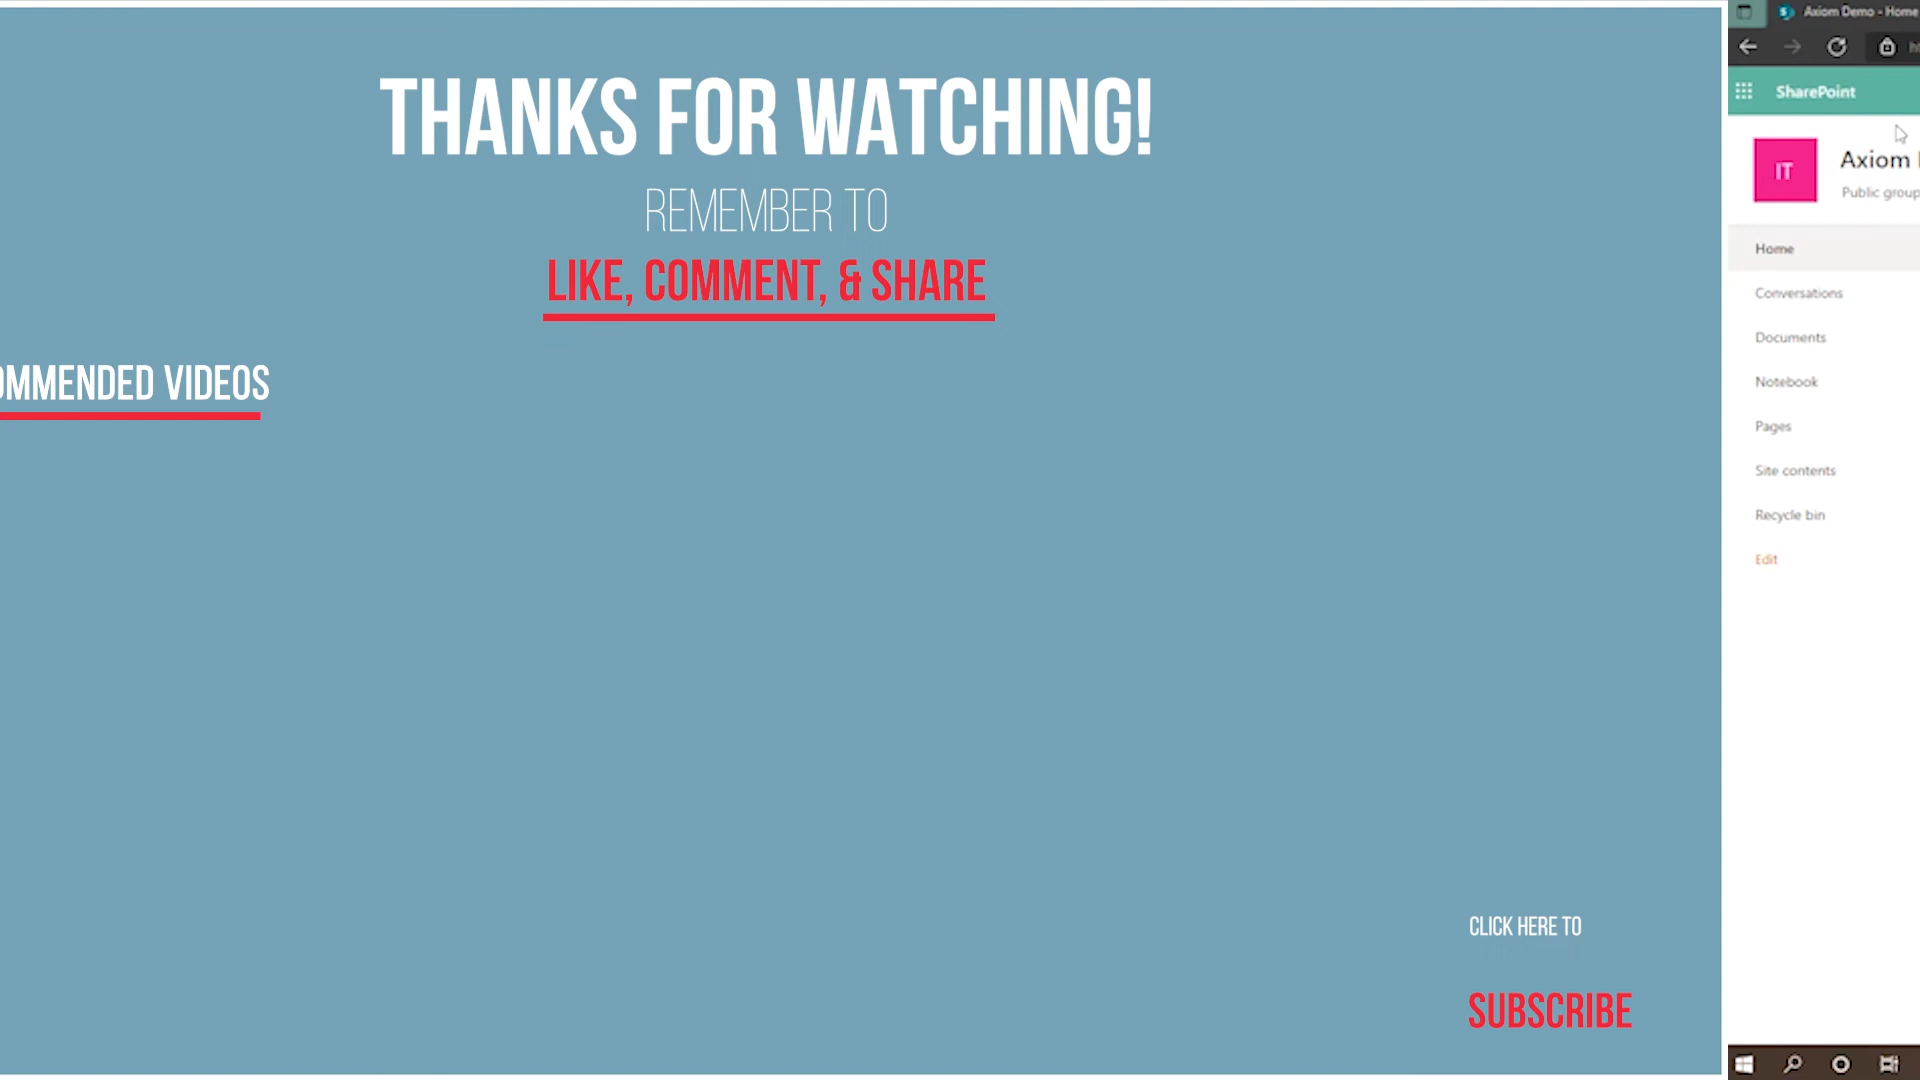 THANKS FOR WATCHING!
REMEMBER TO
LIKE, COMMENT, & SHARE
VIDEOS
CLICK HERE TO
SUBSCRIBE
Axiom Demo - Home
SharePoint
IT
Axiom
Public group
Home
Conversations
Documents
Notebook
Pages
Site contents
Recycle bin
Edit